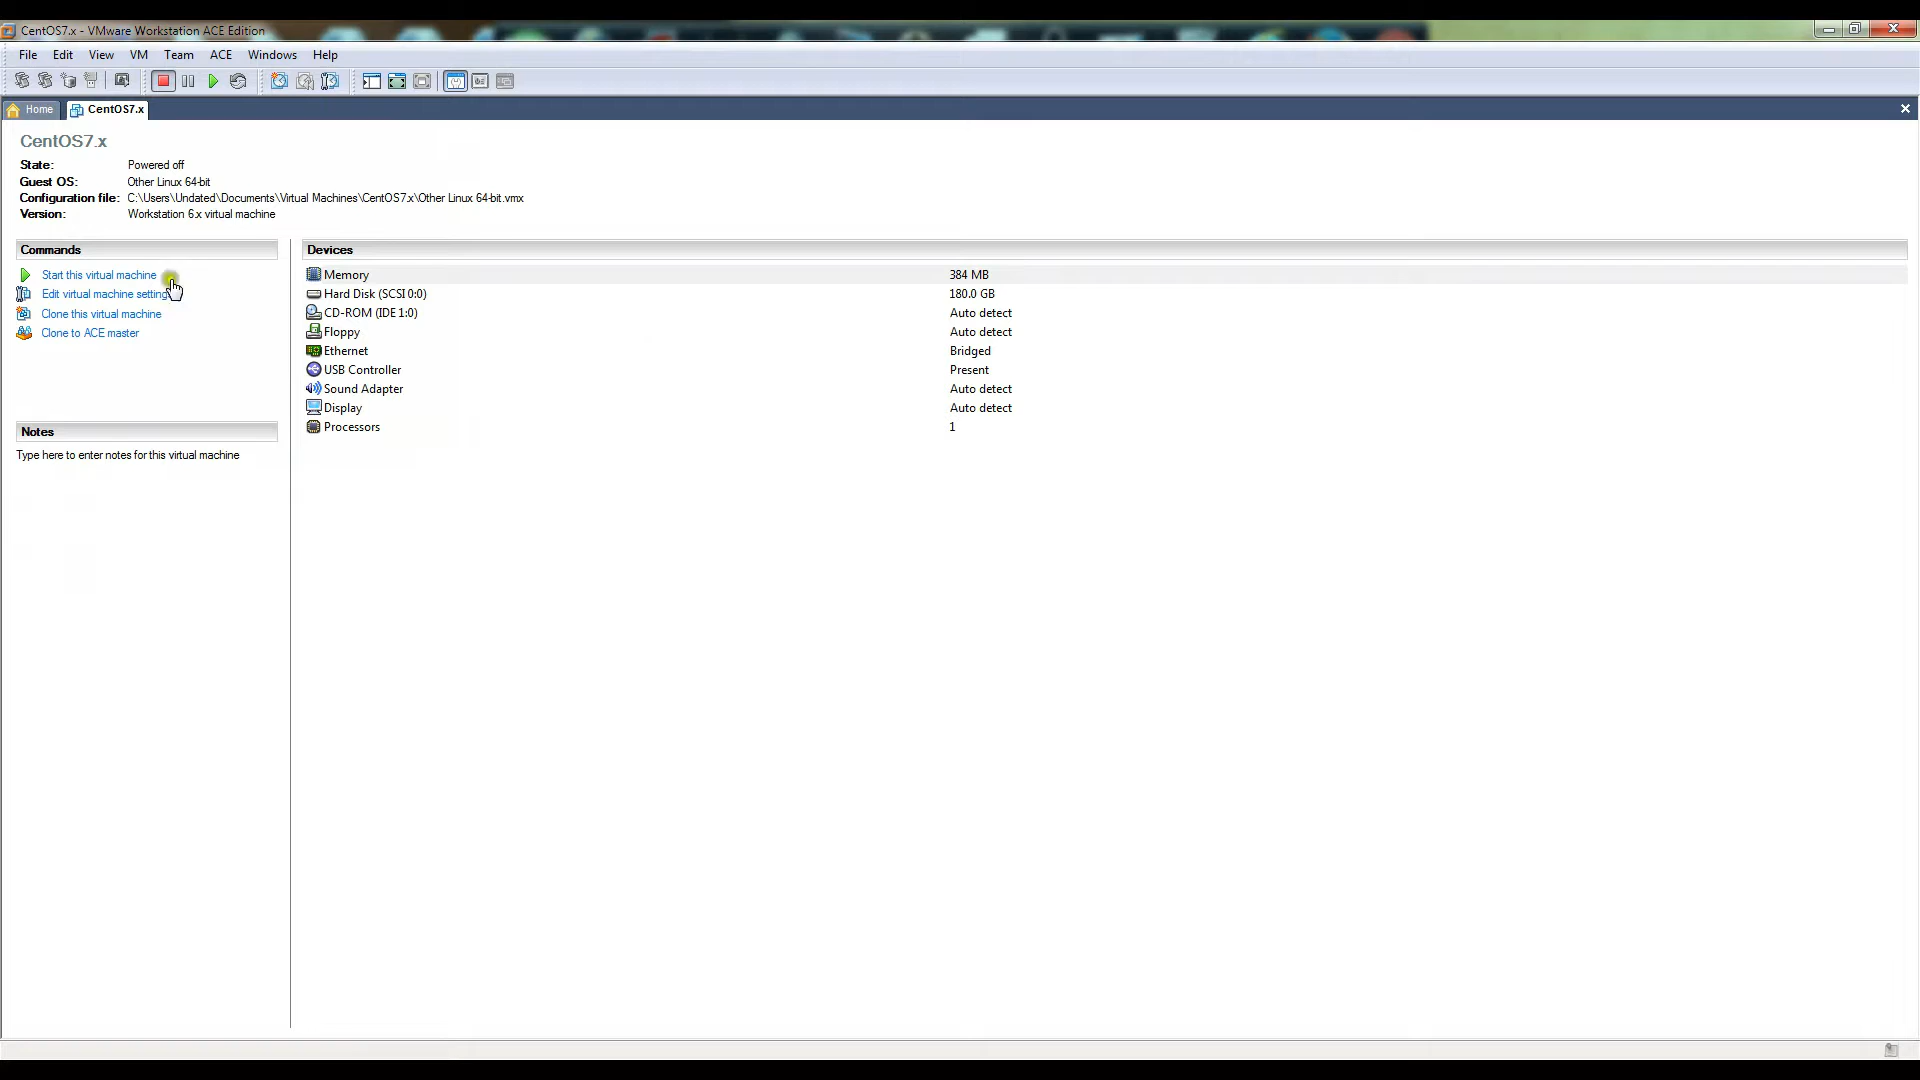 CentOS7.x - VMware Workstation ACE Edition
File Edit View VM Team ACE Windows Help
Home CentOS7.x
CentOS7.x
State: Powered off
Guest OS: Other Linux 64-bit
Configuration file: C:\Users\Undated\Documents\Virtual Machines\CentOS7.x\Other Linux 64-bit.vmx
Version: Workstation 6.x virtual machine
Commands
Start this virtual machine
Edit virtual machine setting
Clone this virtual machine
Clone to ACE master
Notes
Type here to enter notes for this virtual machine
Devices
Memory 384 MB
Hard Disk (SCSI 0:0) 180.0 GB
CD-ROM (IDE 1:0) Auto detect
Floppy Auto detect
Ethernet Bridged
USB Controller Present
Sound Adapter Auto detect
Display Auto detect
Processors 1